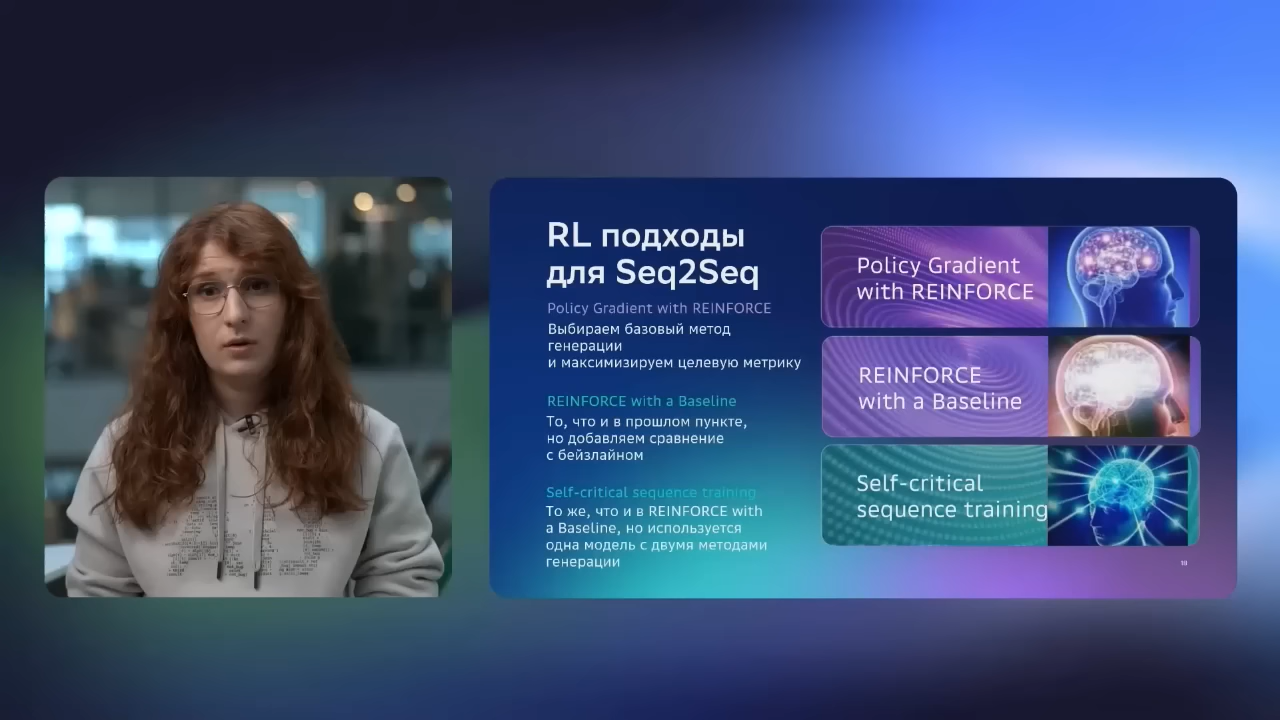 RL подходы
для Seq2Seq
Policy Gradient with REINFORCE
Выбираем базовый метод
генерации
и максимизируем целевую метрику
REINFORCE with a Baseline
То, что и в прошлом пункте,
но добавляем сравнение
с бейзлайном
Self-critical sequence training
То же, что и в REINFORCE with
a Baseline, но используется
одна модель с двумя методами
генерации
Policy Gradient
with REINFORCE
REINFORCE
with a Baseline
Self-critical
sequence training